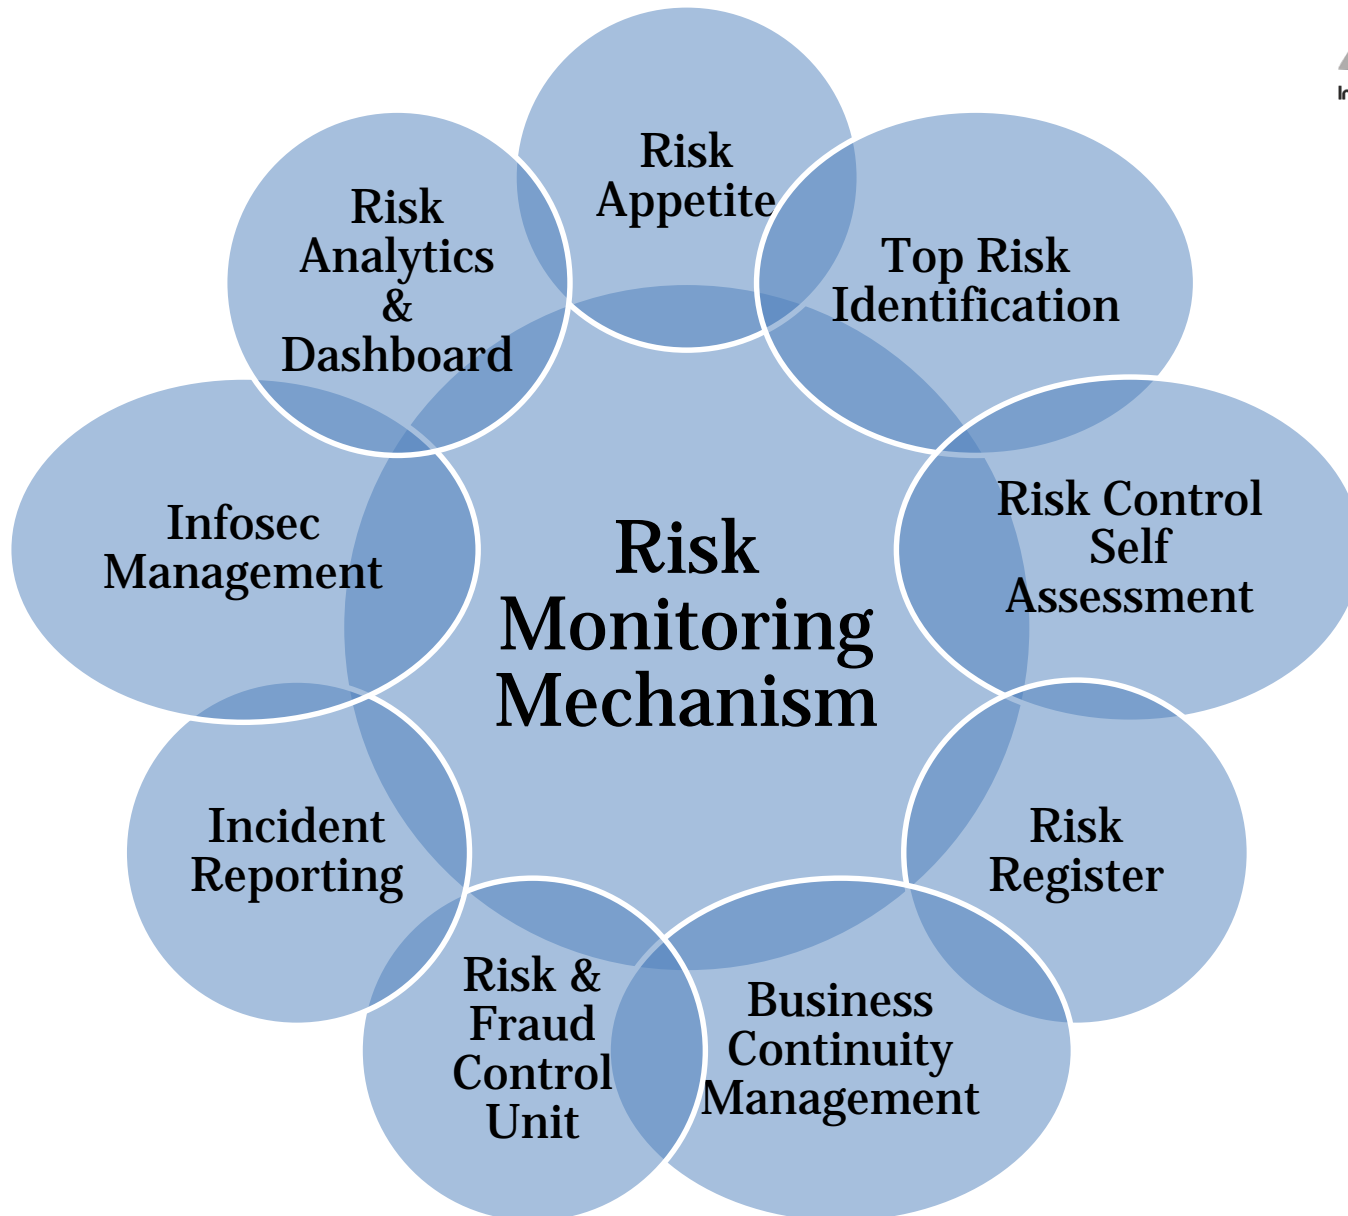 Risk
Appetite
Top Risk
Identification
Risk Control
Self
Assessment
Risk
Register
Business
Continuity
Management
Risk &
Fraud
Control
Unit
Incident
Reporting
Infosec
Management
Risk
Analytics
&
Dashboard
Risk
Monitoring
Mechanism